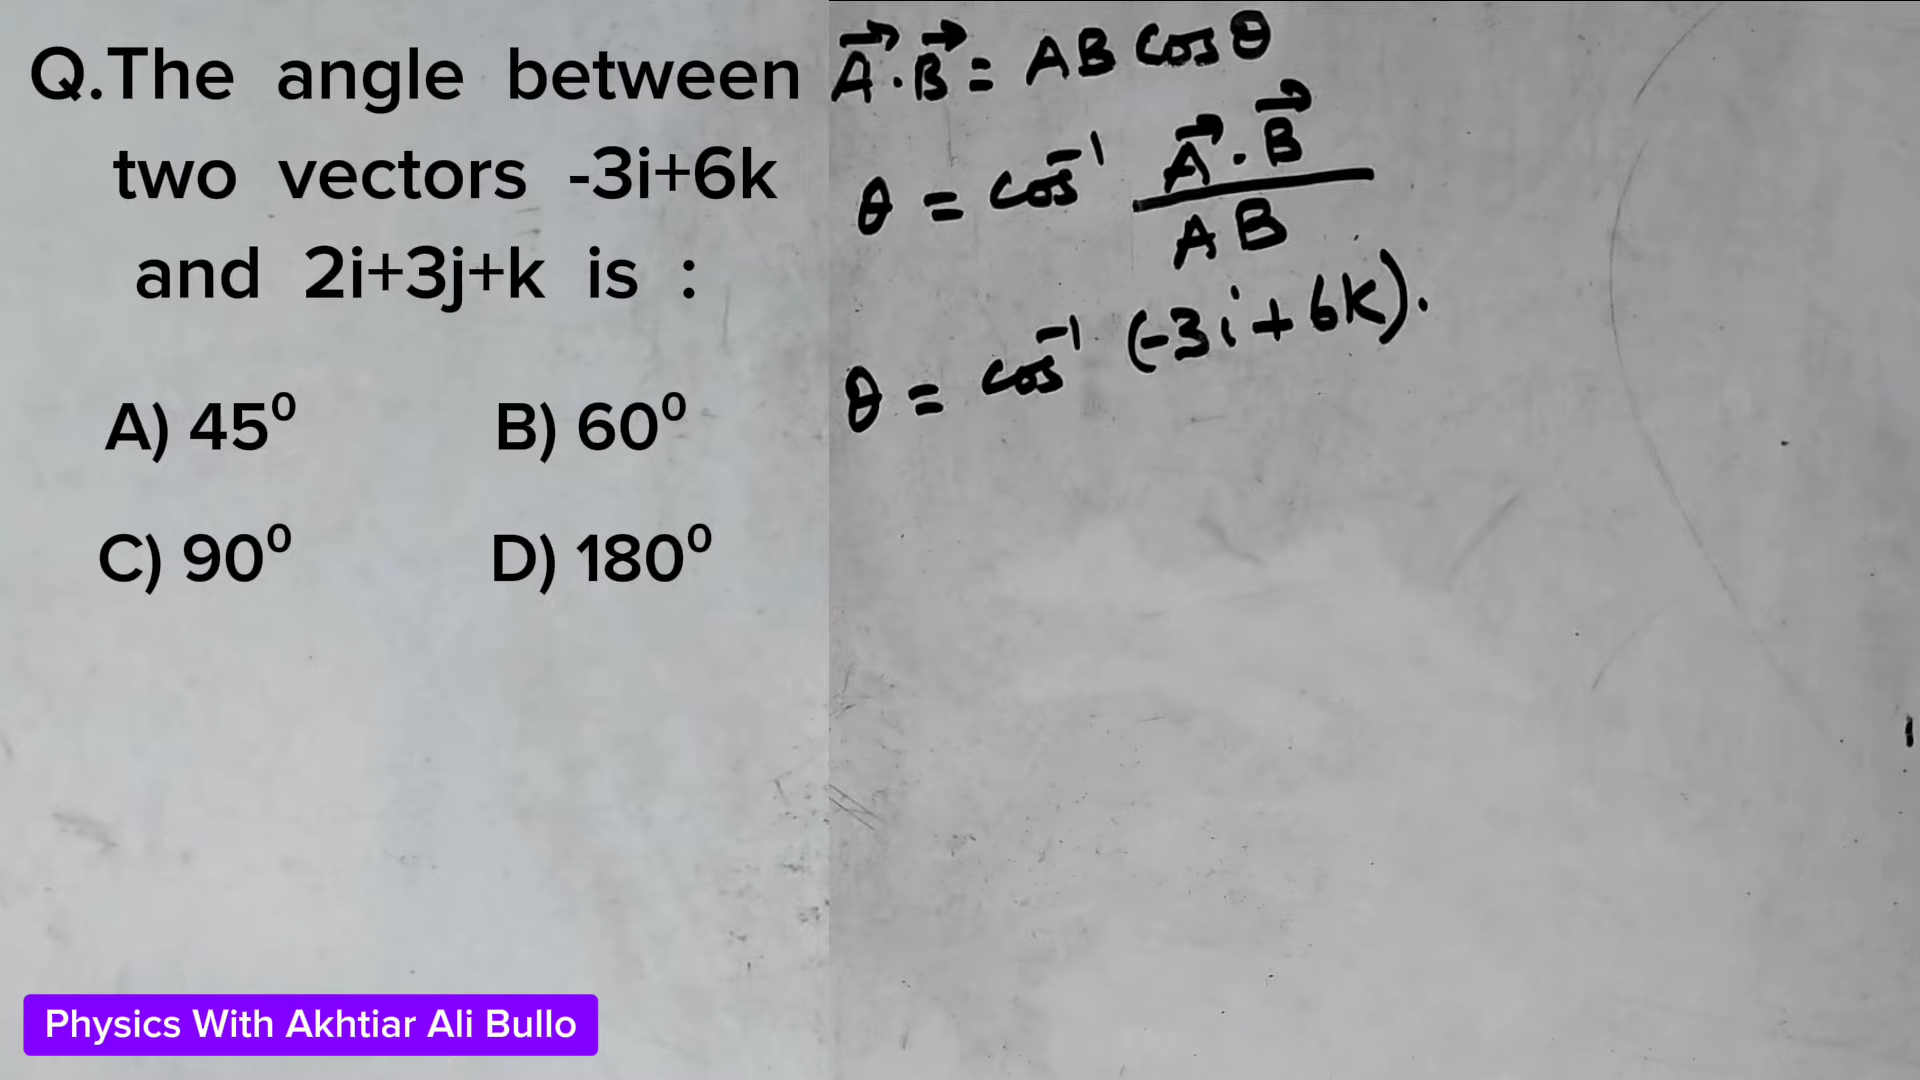 Q.The angle between
two vectors -3i+6k
and 2i+3j+k is :
A) 45⁰ B) 60⁰
C) 90⁰ D) 180⁰
Physics With Akhtiar Ali Bullo
A⃗ . B⃗ = AB cosθ
θ = cos⁻¹ A⃗ . B⃗
AB
θ = cos⁻¹ (-3i+6k).